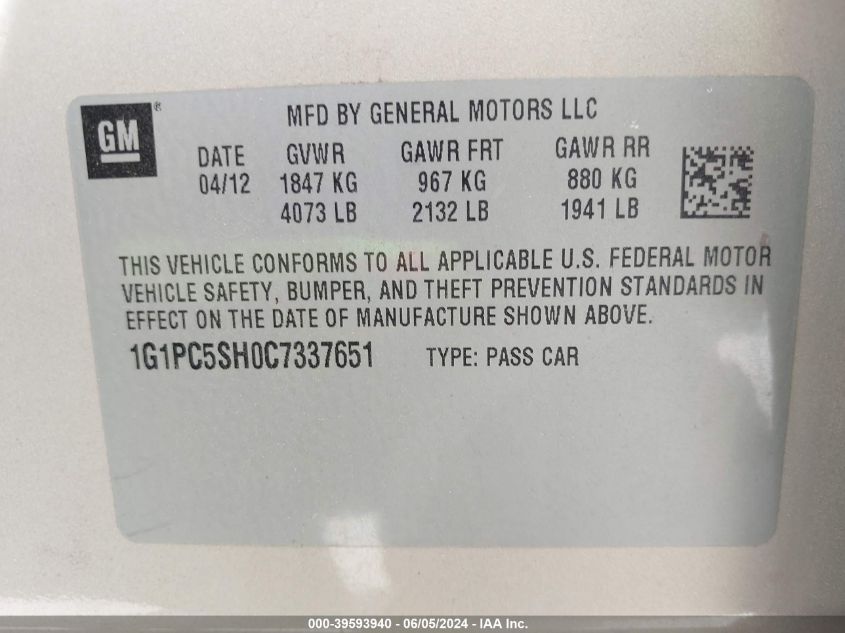 GM ®
MFD BY GENERAL MOTORS LLC
DATE GVWR GAWR FRT GAWR RR
04/12 1847 KG 967 KG 880 KG
4073 LB 2132 LB 1941 LB
THIS VEHICLE CONFORMS TO ALL APPLICABLE U.S. FEDERAL MOTOR
VEHICLE SAFETY, BUMPER, AND THEFT PREVENTION STANDARDS IN
EFFECT ON THE DATE OF MANUFACTURE SHOWN ABOVE.
1G1PC5SH0C7337651 TYPE: PASS CAR
000-39593940 - 06/05/2024 - IAA Inc.